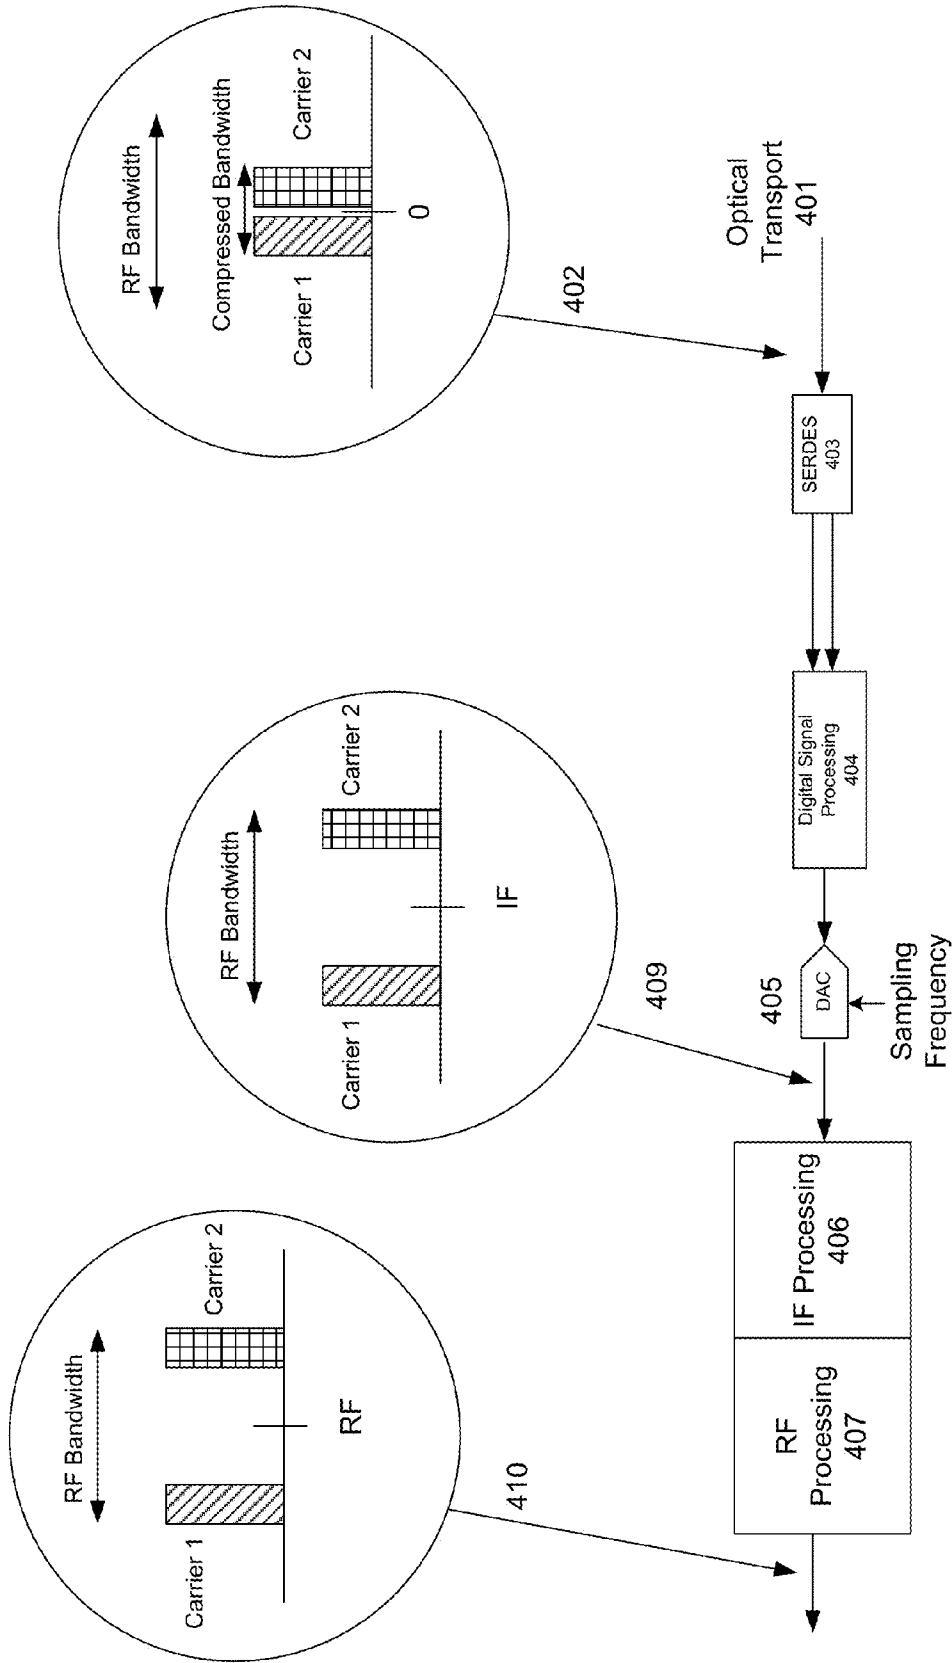 RF Bandwidth
Carrier 1
Carrier 2
RF
410
RF Bandwidth
Carrier 1
Carrier 2
IF
409
RF Bandwidth
Compressed Bandwidth
Carrier 1
Carrier 2
0
402
RF
Processing
407
IF Processing
406
405
DAC
Sampling
Frequency
Digital Signal
Processing
404
SERDES
403
Optical
Transport
401